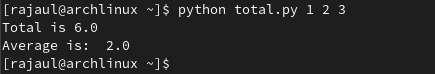 [rajaul@archlinux ~]$ python total.py 1 2 3
Total is 6.0
Average is:  2.0
[rajaul@archlinux ~]$